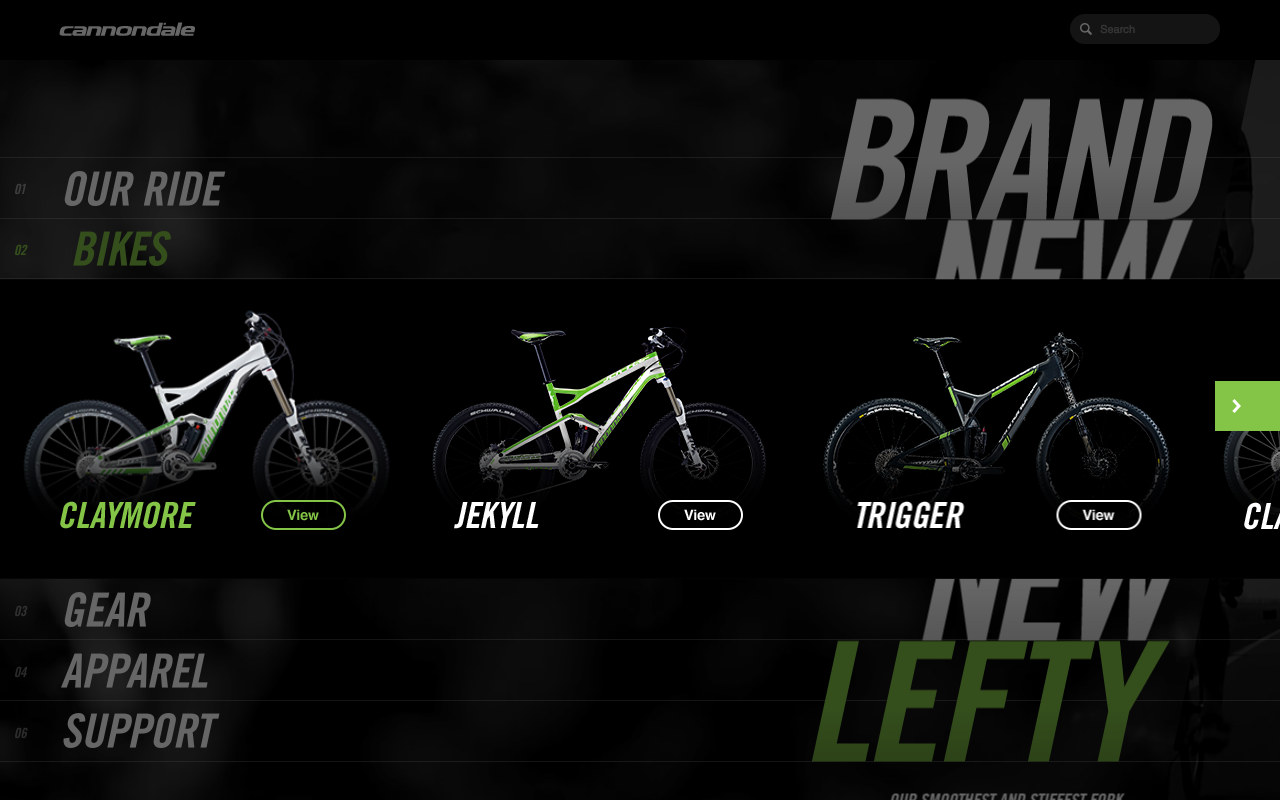 cannondale
Search
BRAND
NEW
01 OUR RIDE
02 BIKES
CLAYMORE
View
JEKYLL
View
TRIGGER
View
CLA
03 GEAR
04 APPAREL
06 SUPPORT
NEW
LEFTY
OUR SMOOTHEST AND STIFFEST FORK